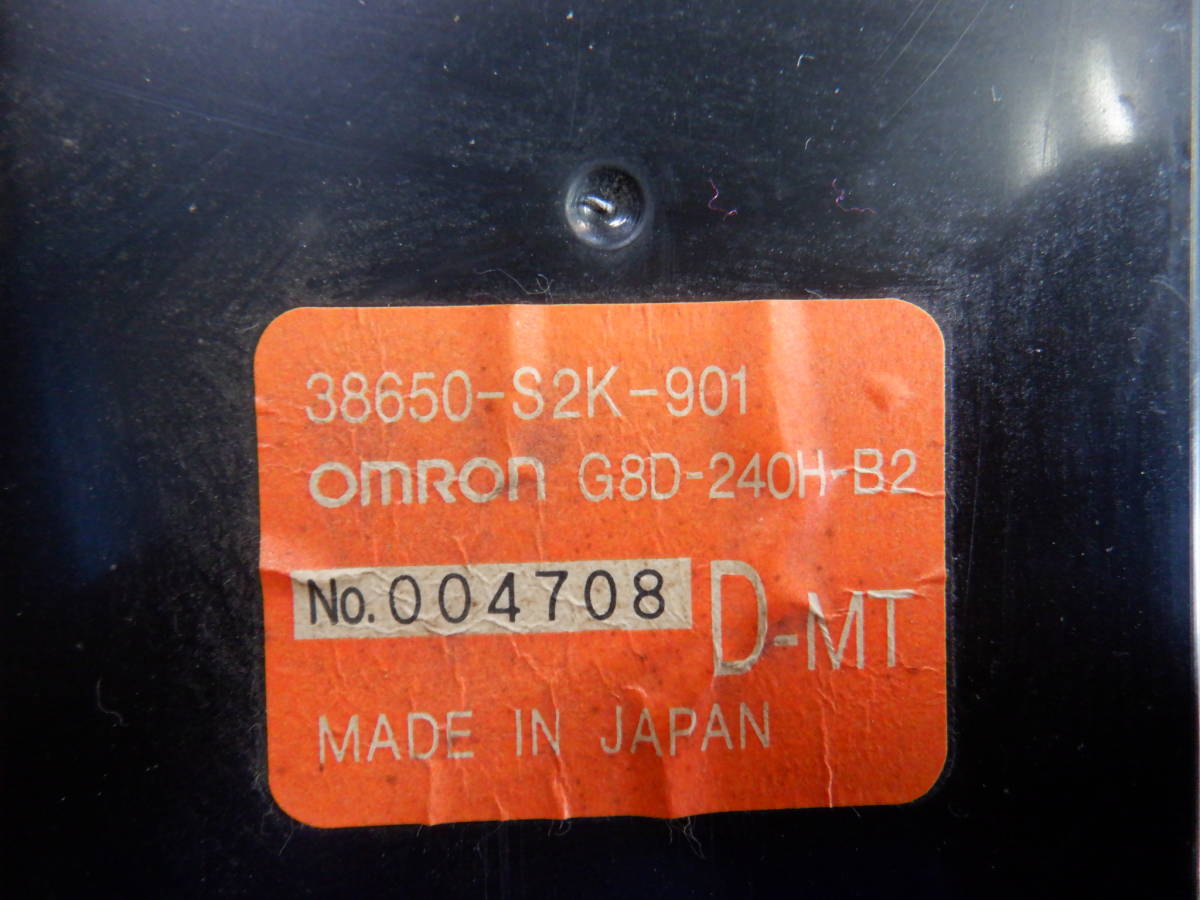 38650-S2K-901
omron G8D-240H-B2
No.004708 D-MT
MADE IN JAPAN